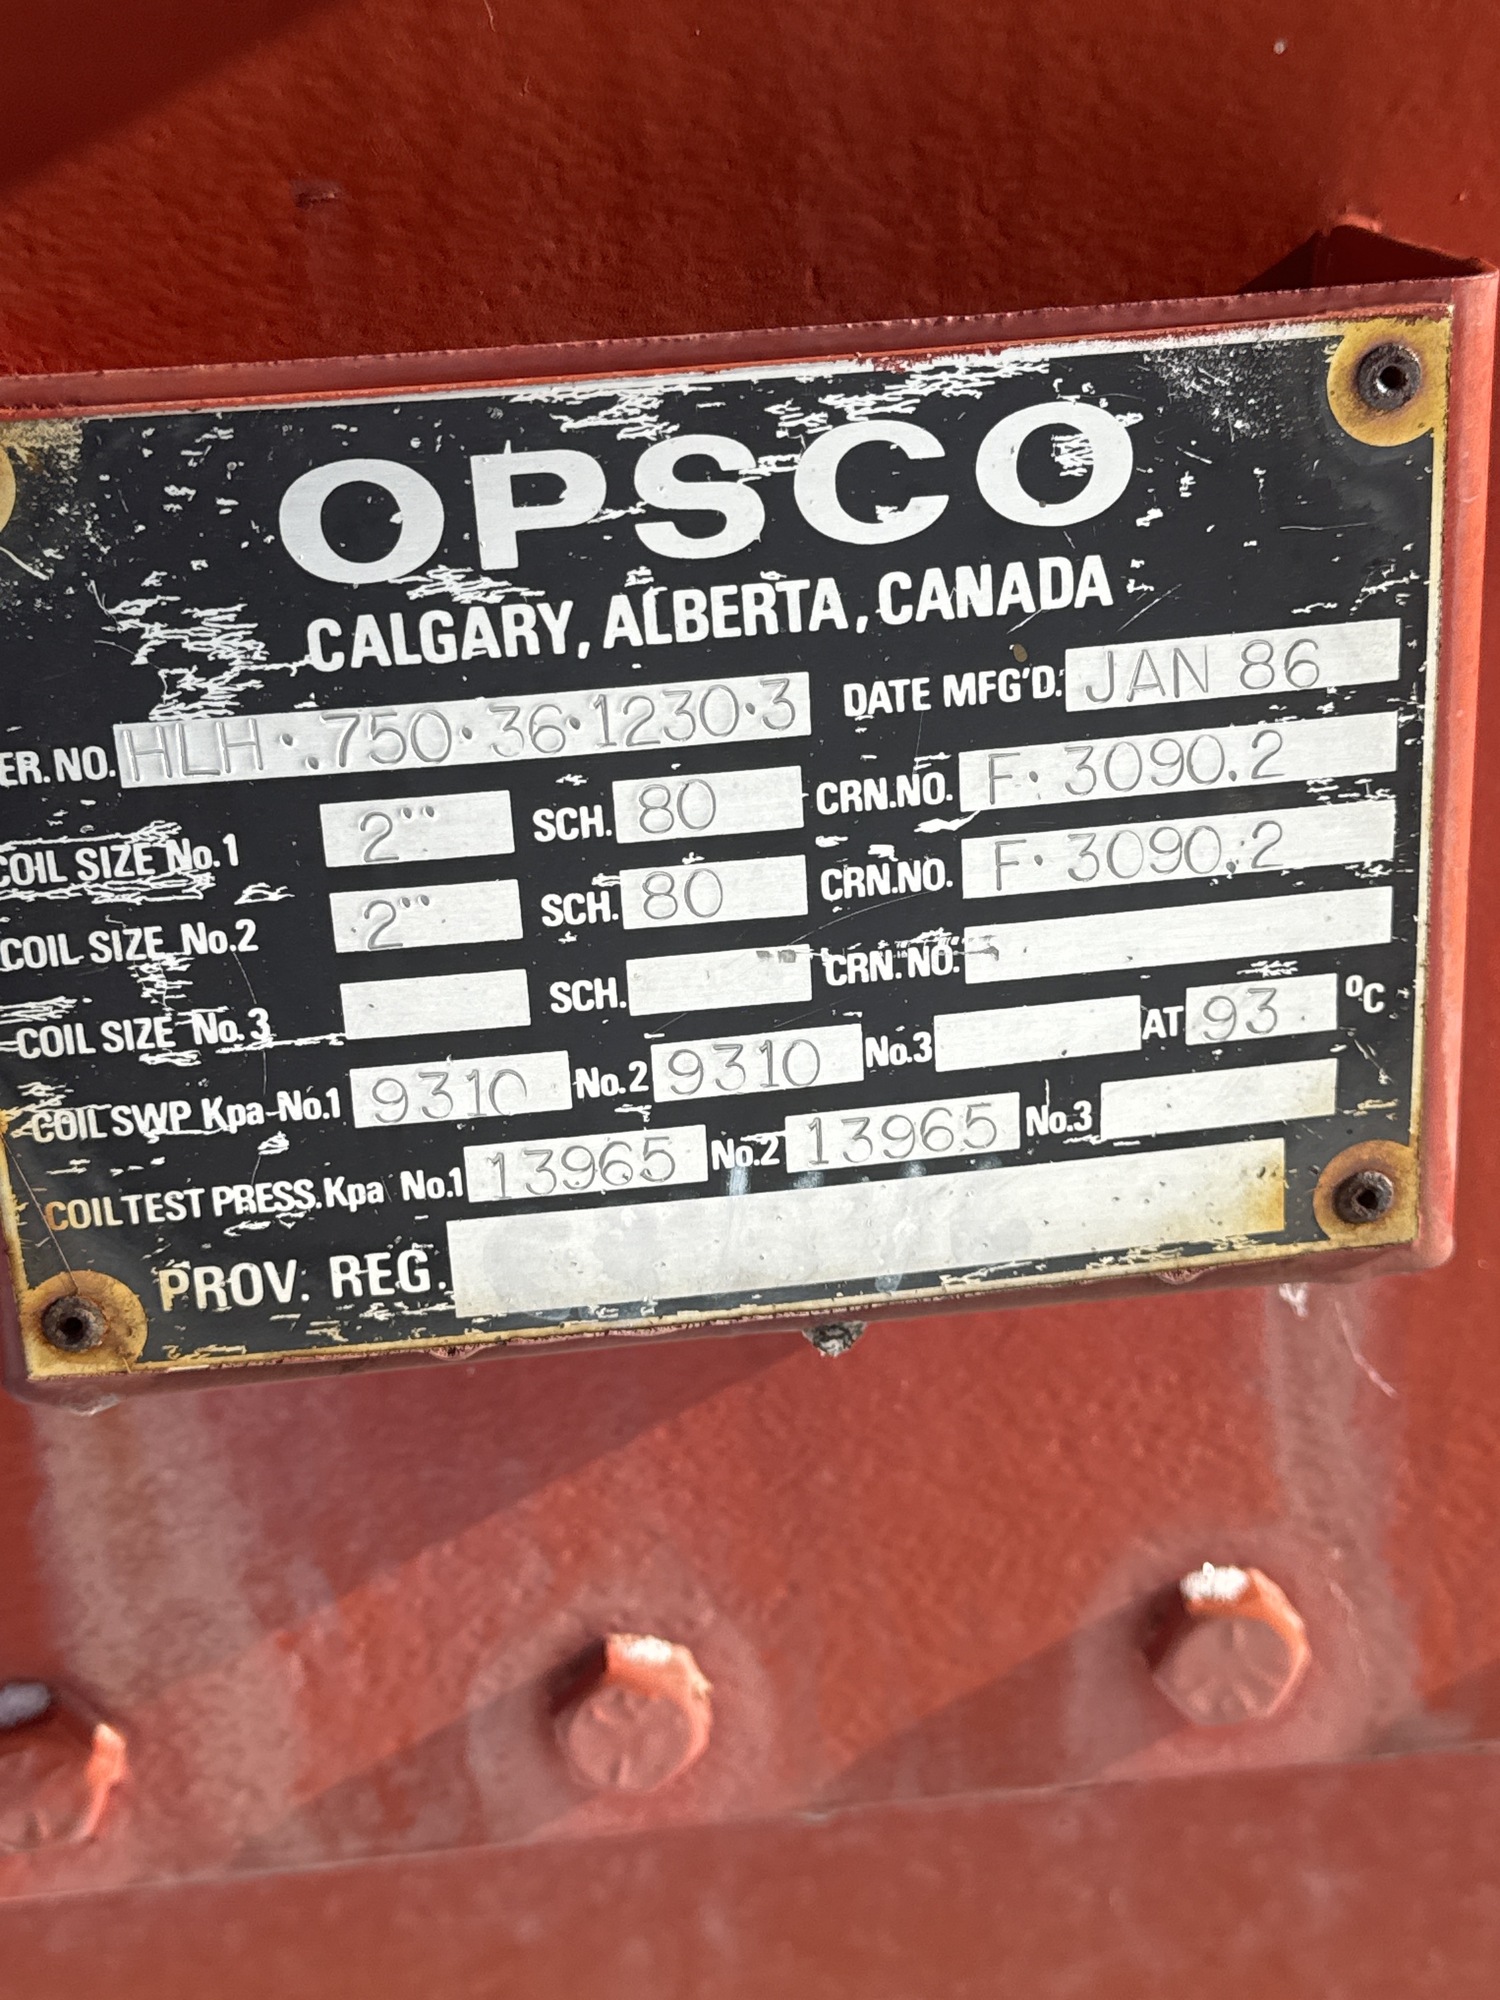 OPSCO
CALGARY, ALBERTA, CANADA
ER. NO. HLH · .750 · 36 · 1230 · 3 DATE MFG'D. JAN 86
COIL SIZE No.1 2" SCH. 80 CRN. NO. F · 3090.2
COIL SIZE No.2 2" SCH. 80 CRN. NO. F · 3090.2
COIL SIZE No.3 SCH. CRN. NO.
COIL SWP Kpa-No.1 9310 No.2 9310 No.3 AT 93 °C
COIL TEST PRESS. Kpa No.1 13965 No.2 13965 No.3
PROV. REG.